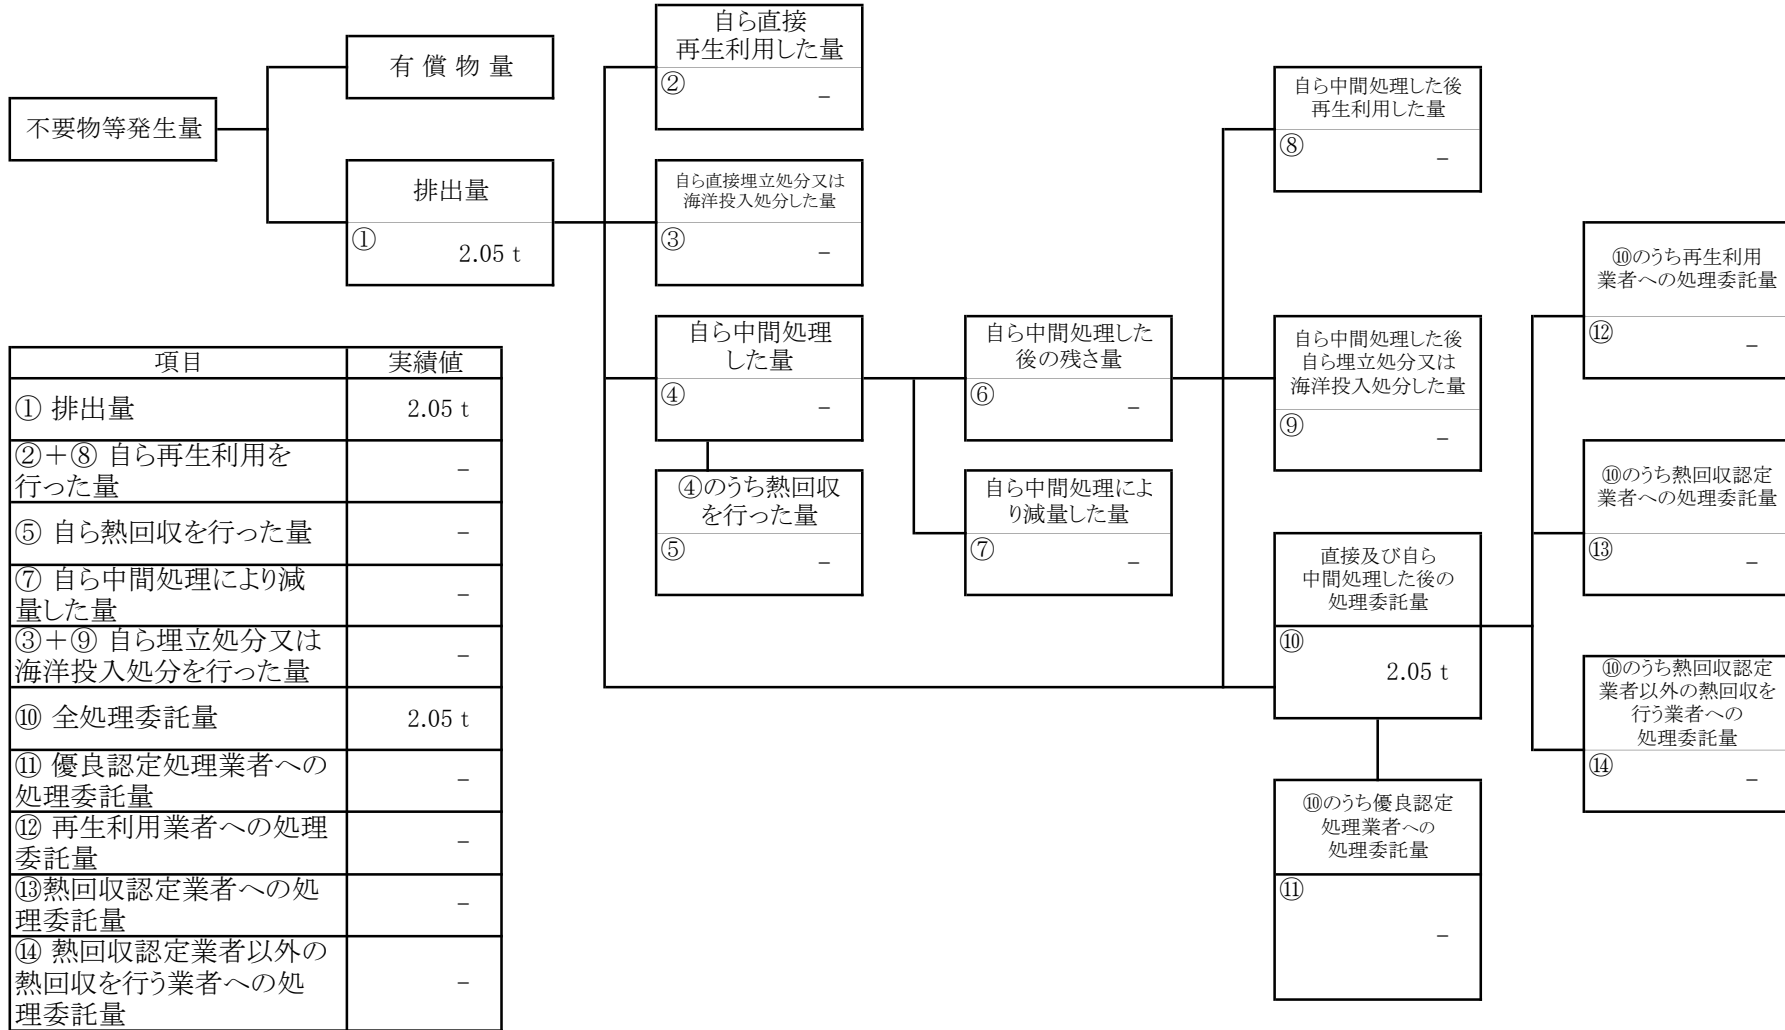 不要物等発生量
有 償 物 量
排出量
①
2.05 t
自ら直接
再生利用した量
②
－
自ら直接埋立処分又は
海洋投入処分した量
③
－
自ら中間処理
した量
④
－
④のうち熱回収
を行った量
⑤
－
自ら中間処理した
後の残さ量
⑥
－
自ら中間処理によ
り減量した量
⑦
－
自ら中間処理した後
再生利用した量
⑧
－
自ら中間処理した後
自ら埋立処分又は
海洋投入処分した量
⑨
－
直接及び自ら
中間処理した後の
処理委託量
⑩
2.05 t
⑩のうち優良認定
処理業者への
処理委託量
⑪
－
⑩のうち再生利用
業者への処理委託量
⑫
－
⑩のうち熱回収認定
業者への処理委託量
⑬
－
⑩のうち熱回収認定
業者以外の熱回収を
行う業者への
処理委託量
⑭
－
項目 実績値
① 排出量 2.05 t
②＋⑧ 自ら再生利用を
行った量 －
⑤ 自ら熱回収を行った量 －
⑦ 自ら中間処理により減
量した量 －
③＋⑨ 自ら埋立処分又は
海洋投入処分を行った量 －
⑩ 全処理委託量 2.05 t
⑪ 優良認定処理業者への
処理委託量 －
⑫ 再生利用業者への処理
委託量 －
⑬熱回収認定業者への処
理委託量 －
⑭ 熱回収認定業者以外の
熱回収を行う業者への処
理委託量 －